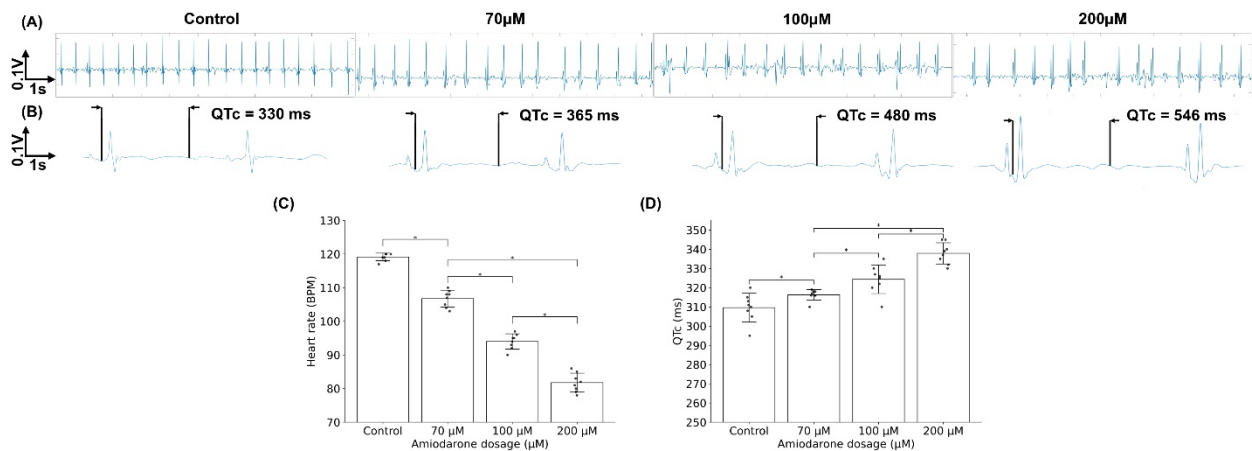 (A)
Control
70µM
100µM
200µM
0.1V
1s
(B)
QTc = 330 ms
QTc = 365 ms
QTc = 480 ms
QTc = 546 ms
0.1V
1s
(C)
130
120
110
100
90
80
70
Heart rate (BPM)
*
*
*
*
Control
70 µM
100 µM
200 µM
Amiodarone dosage (µM)
(D)
350
340
330
320
310
300
290
280
270
260
250
QTc (ms)
*
*
*
*
Control
70 µM
100 µM
200 µM
Amiodarone dosage (µM)